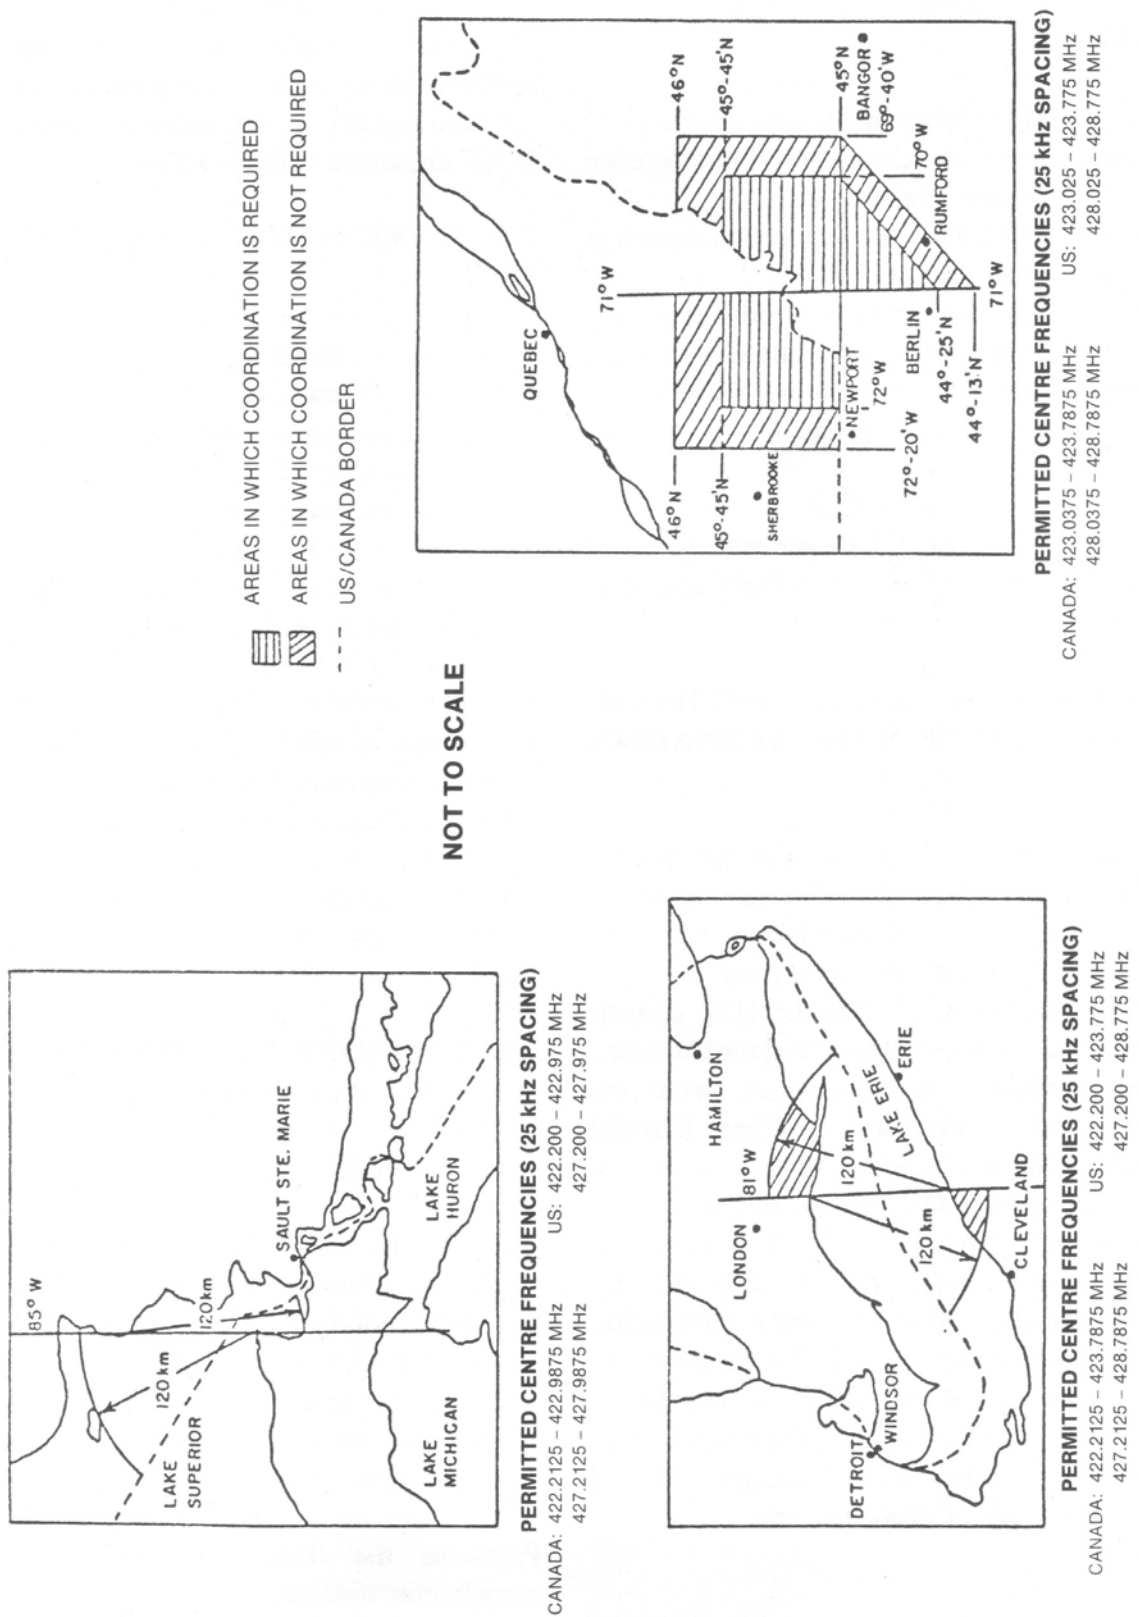 85° W
120 km
120km
LAKE
SUPERIOR
SAULT STE. MARIE
LAKE
MICHIGAN
LAKE
HURON
PERMITTED CENTRE FREQUENCIES (25 kHz SPACING)
CANADA: 422.2125 – 422.9875 MHz US: 422.200 – 422.975 MHz
427.2125 – 427.9875 MHz 427.200 – 427.975 MHz
AREAS IN WHICH COORDINATION IS REQUIRED
AREAS IN WHICH COORDINATION IS NOT REQUIRED
US/CANADA BORDER
NOT TO SCALE
QUEBEC
71° W
46° N
46° N
45°-45'N
45°-45'N
SHERBROOKE
45° N
NEWPORT
72° W
72°-20' W
BERLIN
RUMFORD
BANGOR
69°-40'W
70° W
44°-25'N
44°-13'N
71° W
PERMITTED CENTRE FREQUENCIES (25 kHz SPACING)
CANADA: 423.0375 – 423.7875 MHz US: 423.025 – 423.775 MHz
428.0375 – 428.7875 MHz 428.025 – 428.775 MHz
HAMILTON
81° W
LONDON
120 km
120 km
LAKE ERIE
ERIE
DETROIT
WINDSOR
CLEVELAND
PERMITTED CENTRE FREQUENCIES (25 kHz SPACING)
CANADA: 422.2125 – 423.7875 MHz US: 422.200 – 423.775 MHz
427.2125 – 428.7875 MHz 427.200 – 428.775 MHz